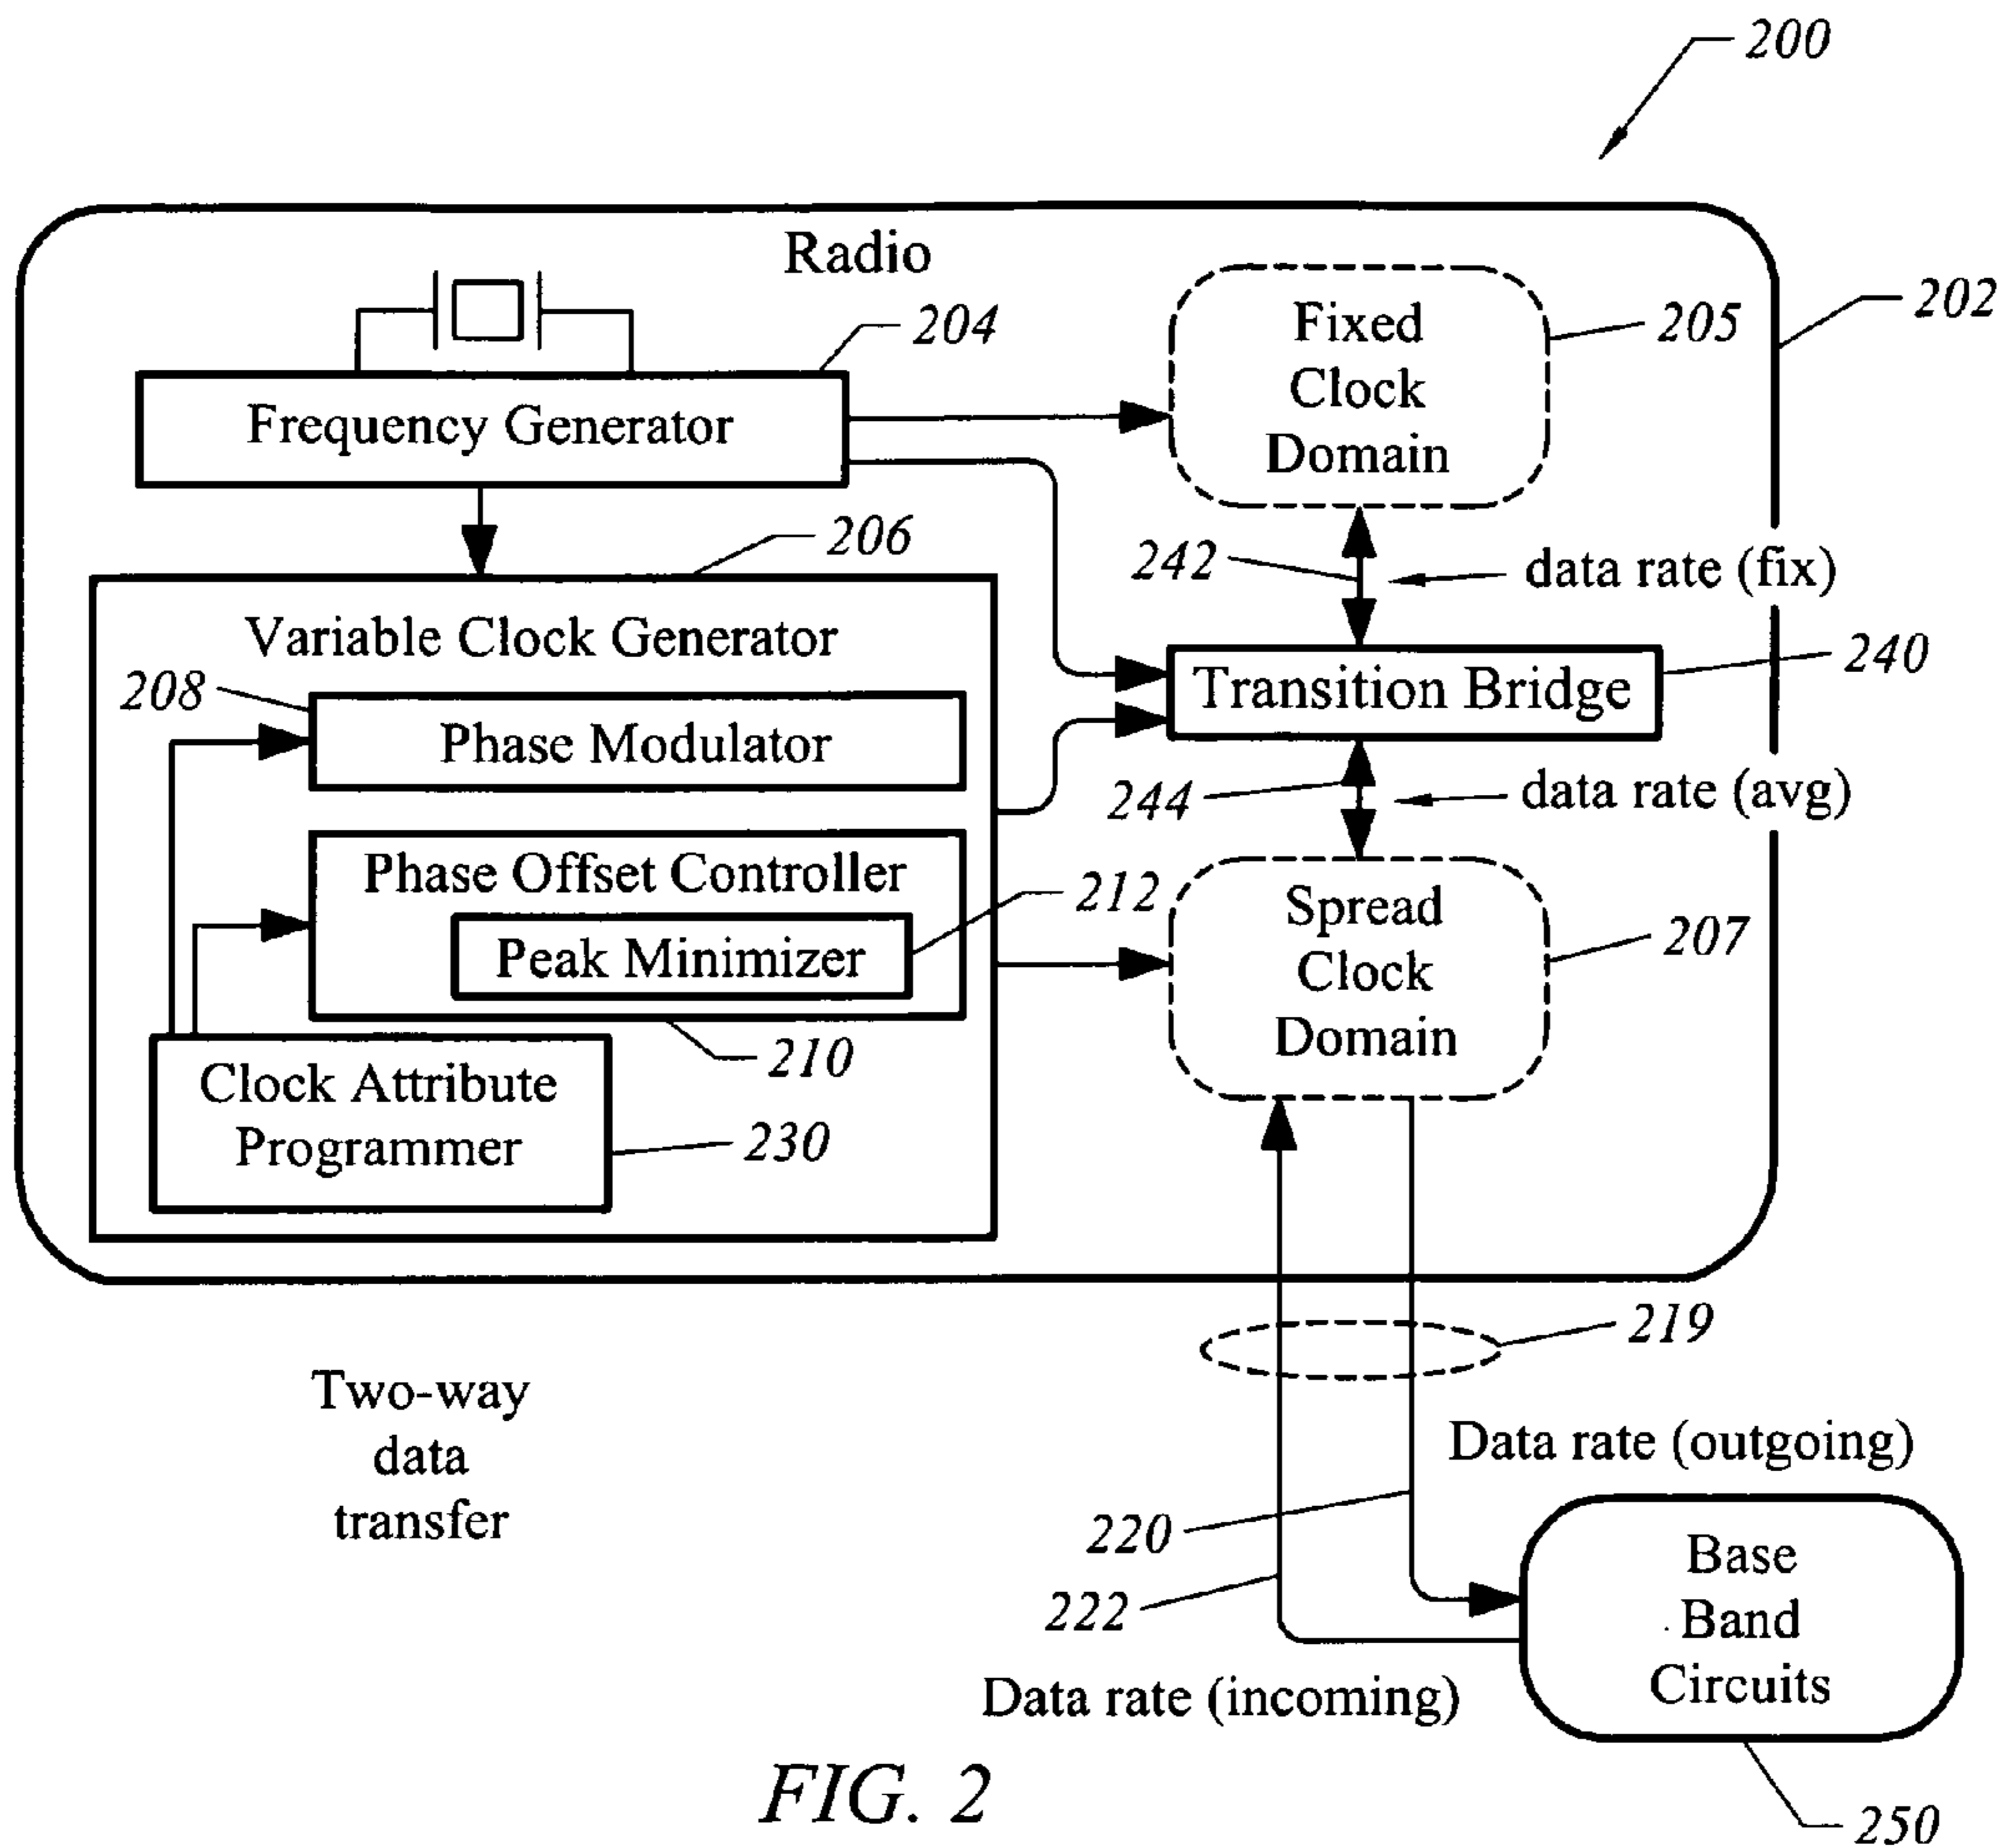 200
Radio
202
204
Frequency Generator
Fixed
Clock
Domain
205
206
242
data rate (fix)
Variable Clock Generator
208
Phase Modulator
Transition Bridge
240
244
data rate (avg)
Phase Offset Controller
212
Peak Minimizer
Spread
Clock
Domain
207
210
Clock Attribute
Programmer
230
219
Two-way
data
transfer
Data rate (outgoing)
220
222
Data rate (incoming)
Base
Band
Circuits
250
FIG. 2